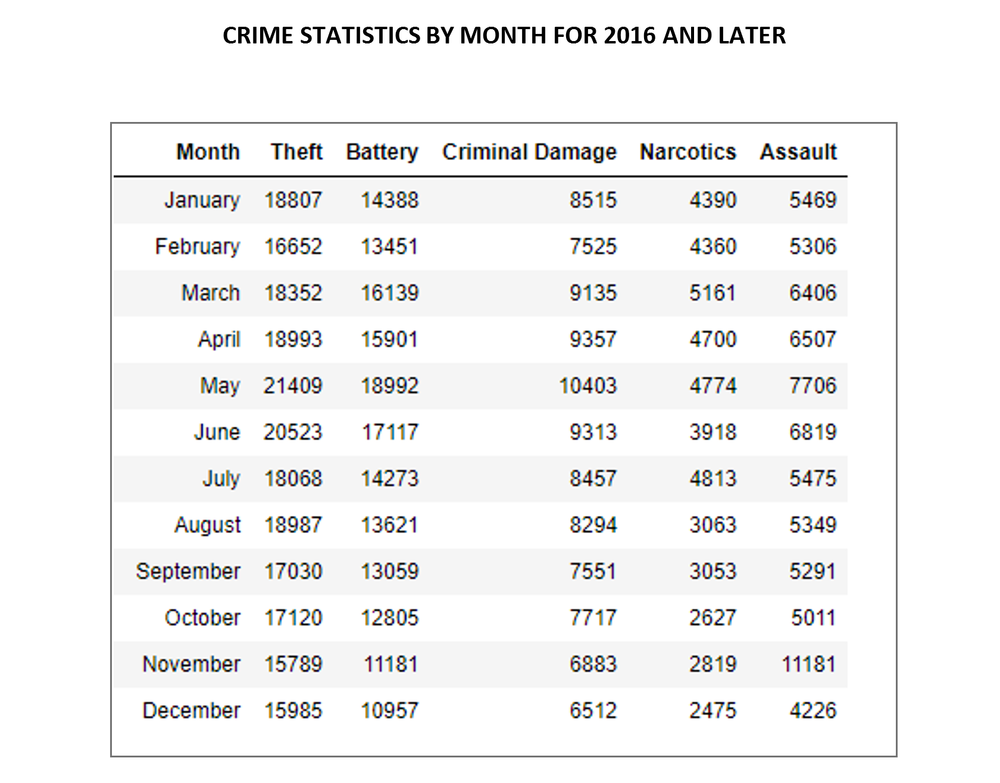 CRIME STATISTICS BY MONTH FOR 2016 AND LATER
Month Theft Battery Criminal Damage Narcotics Assault
January 18807 14388 8515 4390 5469
February 16652 13451 7525 4360 5306
March 18352 16139 9135 5161 6406
April 18993 15901 9357 4700 6507
May 21409 18992 10403 4774 7706
June 20523 17117 9313 3918 6819
July 18068 14273 8457 4813 5475
August 18987 13621 8294 3063 5349
September 17030 13059 7551 3053 5291
October 17120 12805 7717 2627 5011
November 15789 11181 6883 2819 11181
December 15985 10957 6512 2475 4226